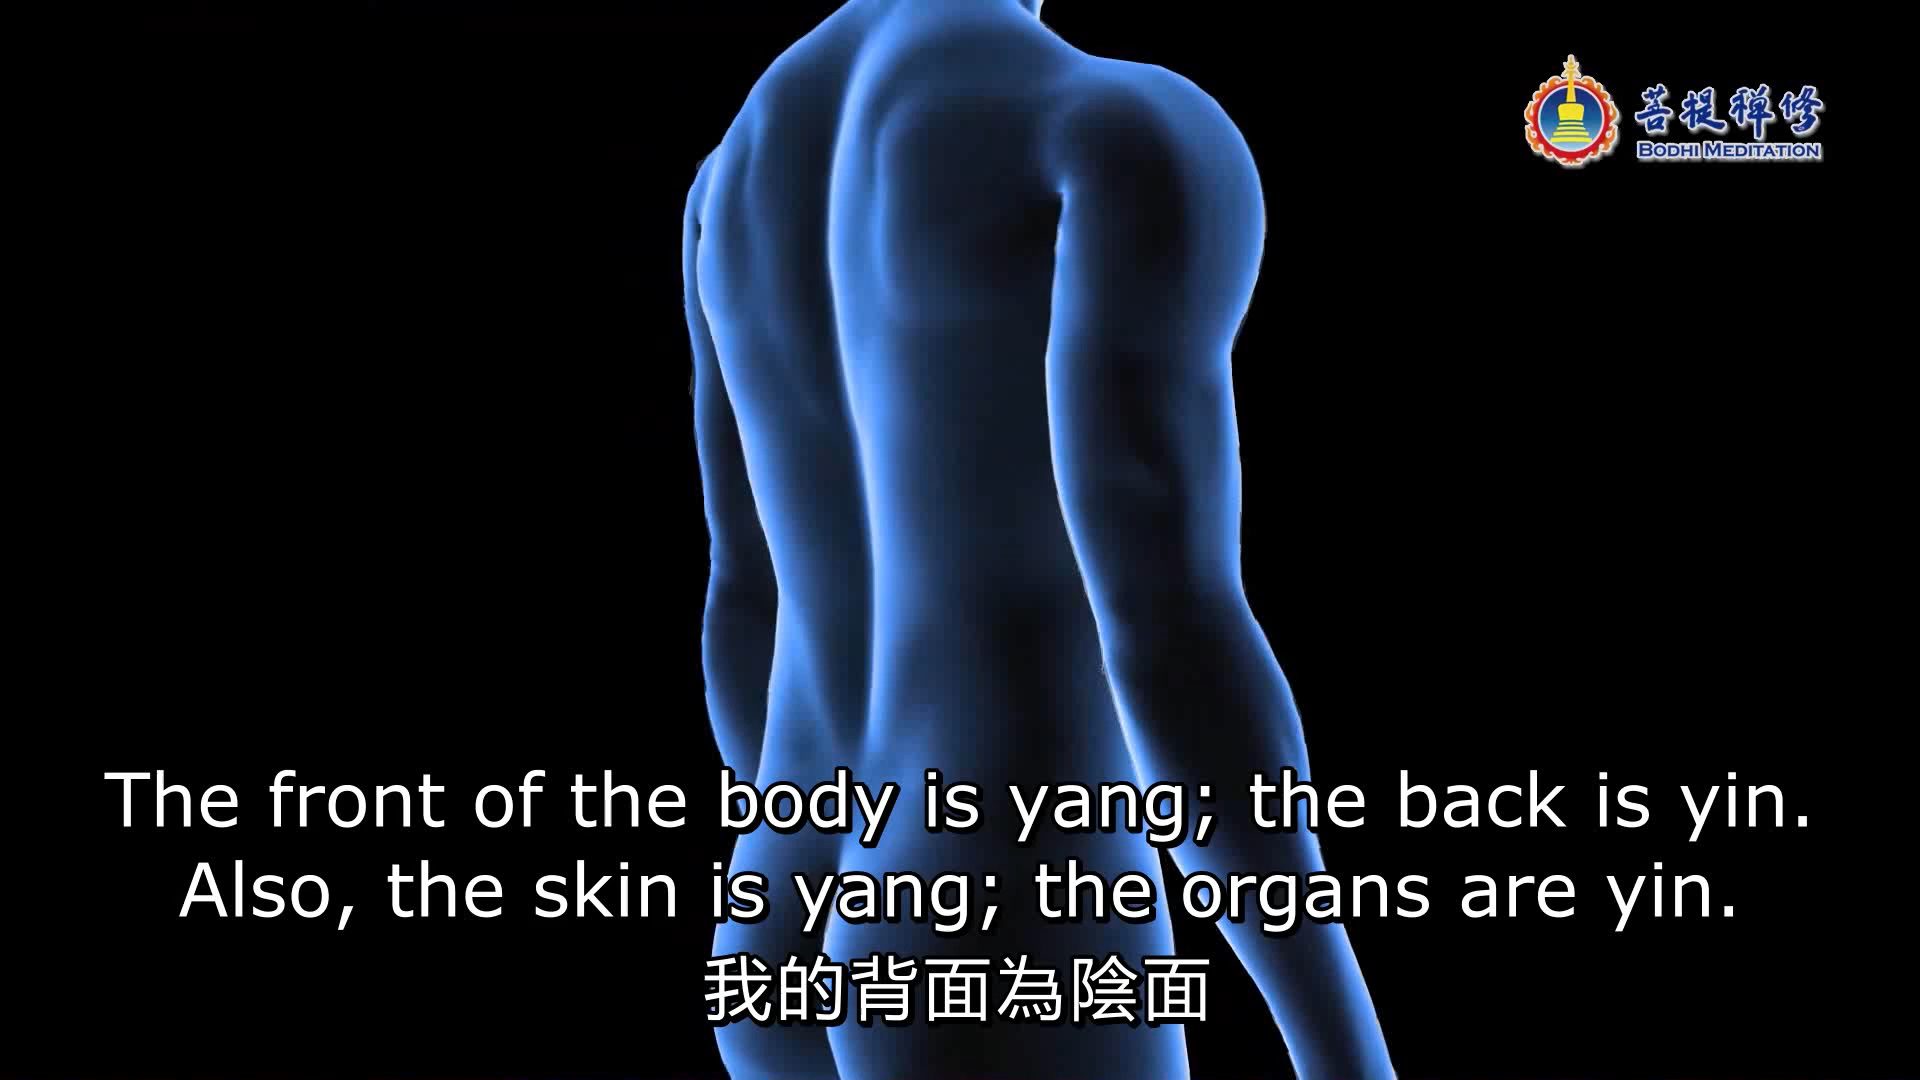 菩提禪修
BODHI MEDITATION
The front of the body is yang; the back is yin.
Also, the skin is yang; the organs are yin.
我的背面為陰面